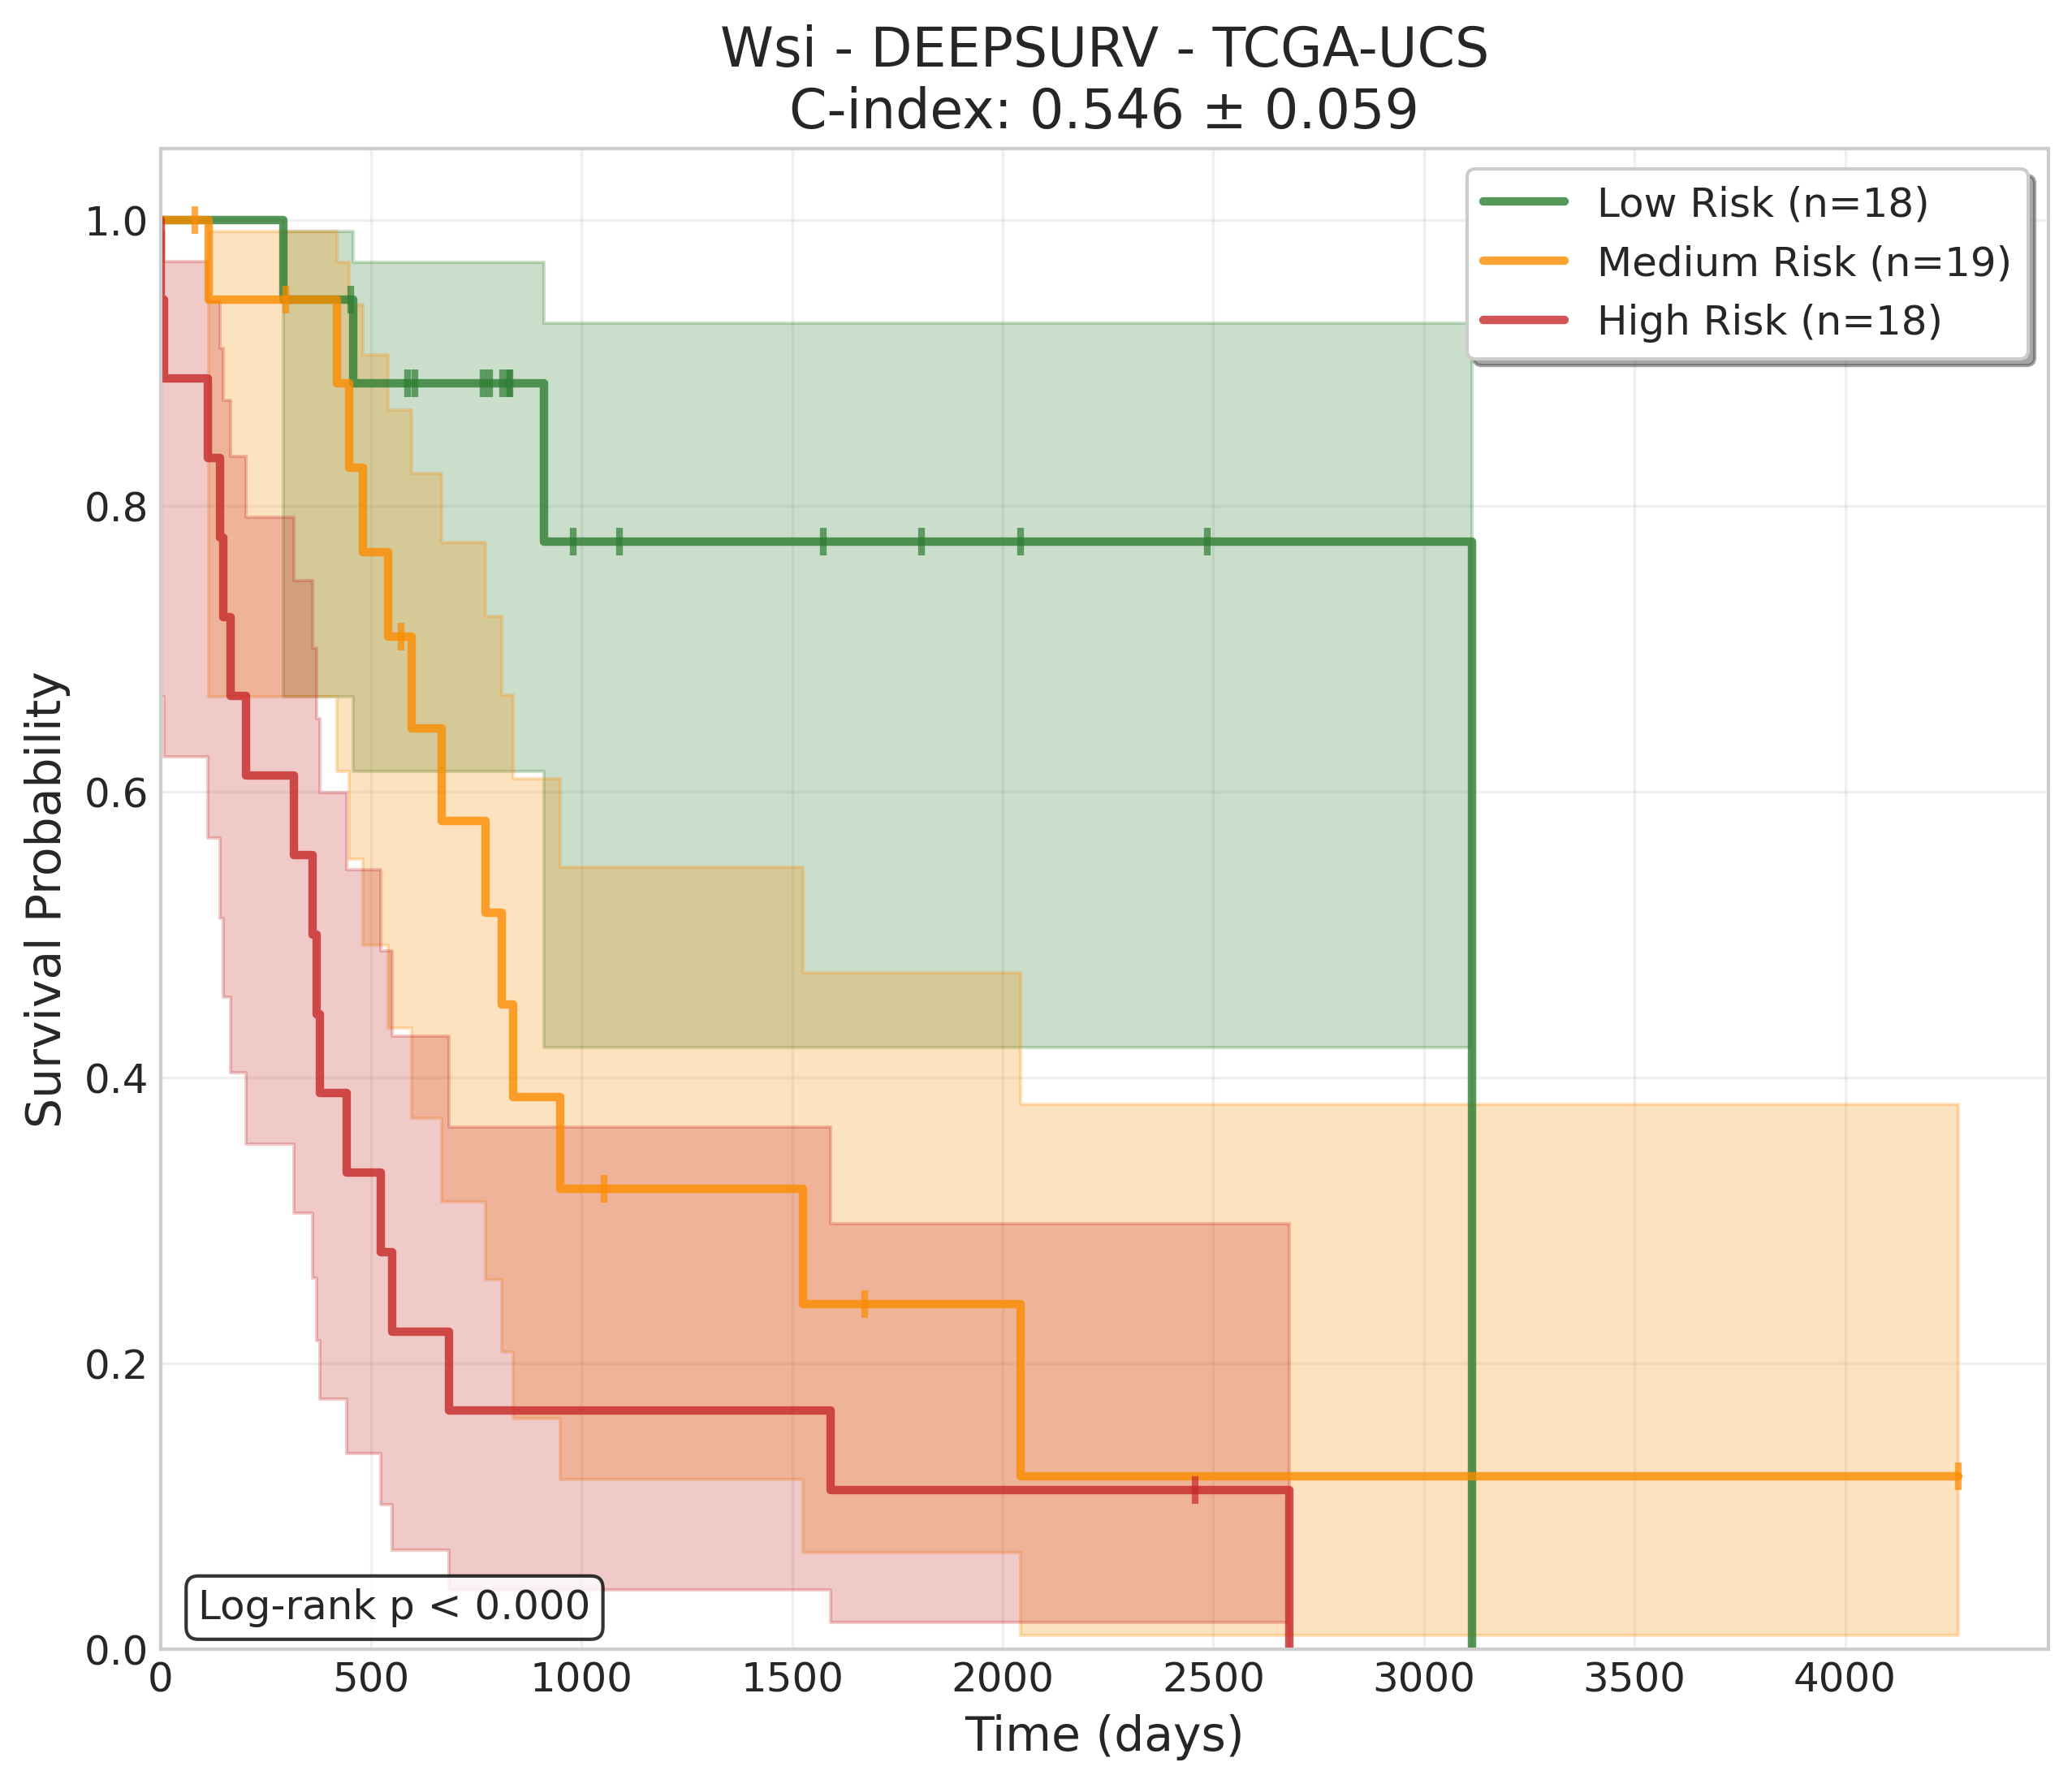 Wsi - DEEPSURV - TCGA-UCS
C-index: 0.546 ± 0.059
Low Risk (n=18)
Medium Risk (n=19)
High Risk (n=18)
Survival Probability
1.0
0.8
0.6
0.4
0.2
0.0
Log-rank p < 0.000
0 500 1000 1500 2000 2500 3000 3500 4000
Time (days)